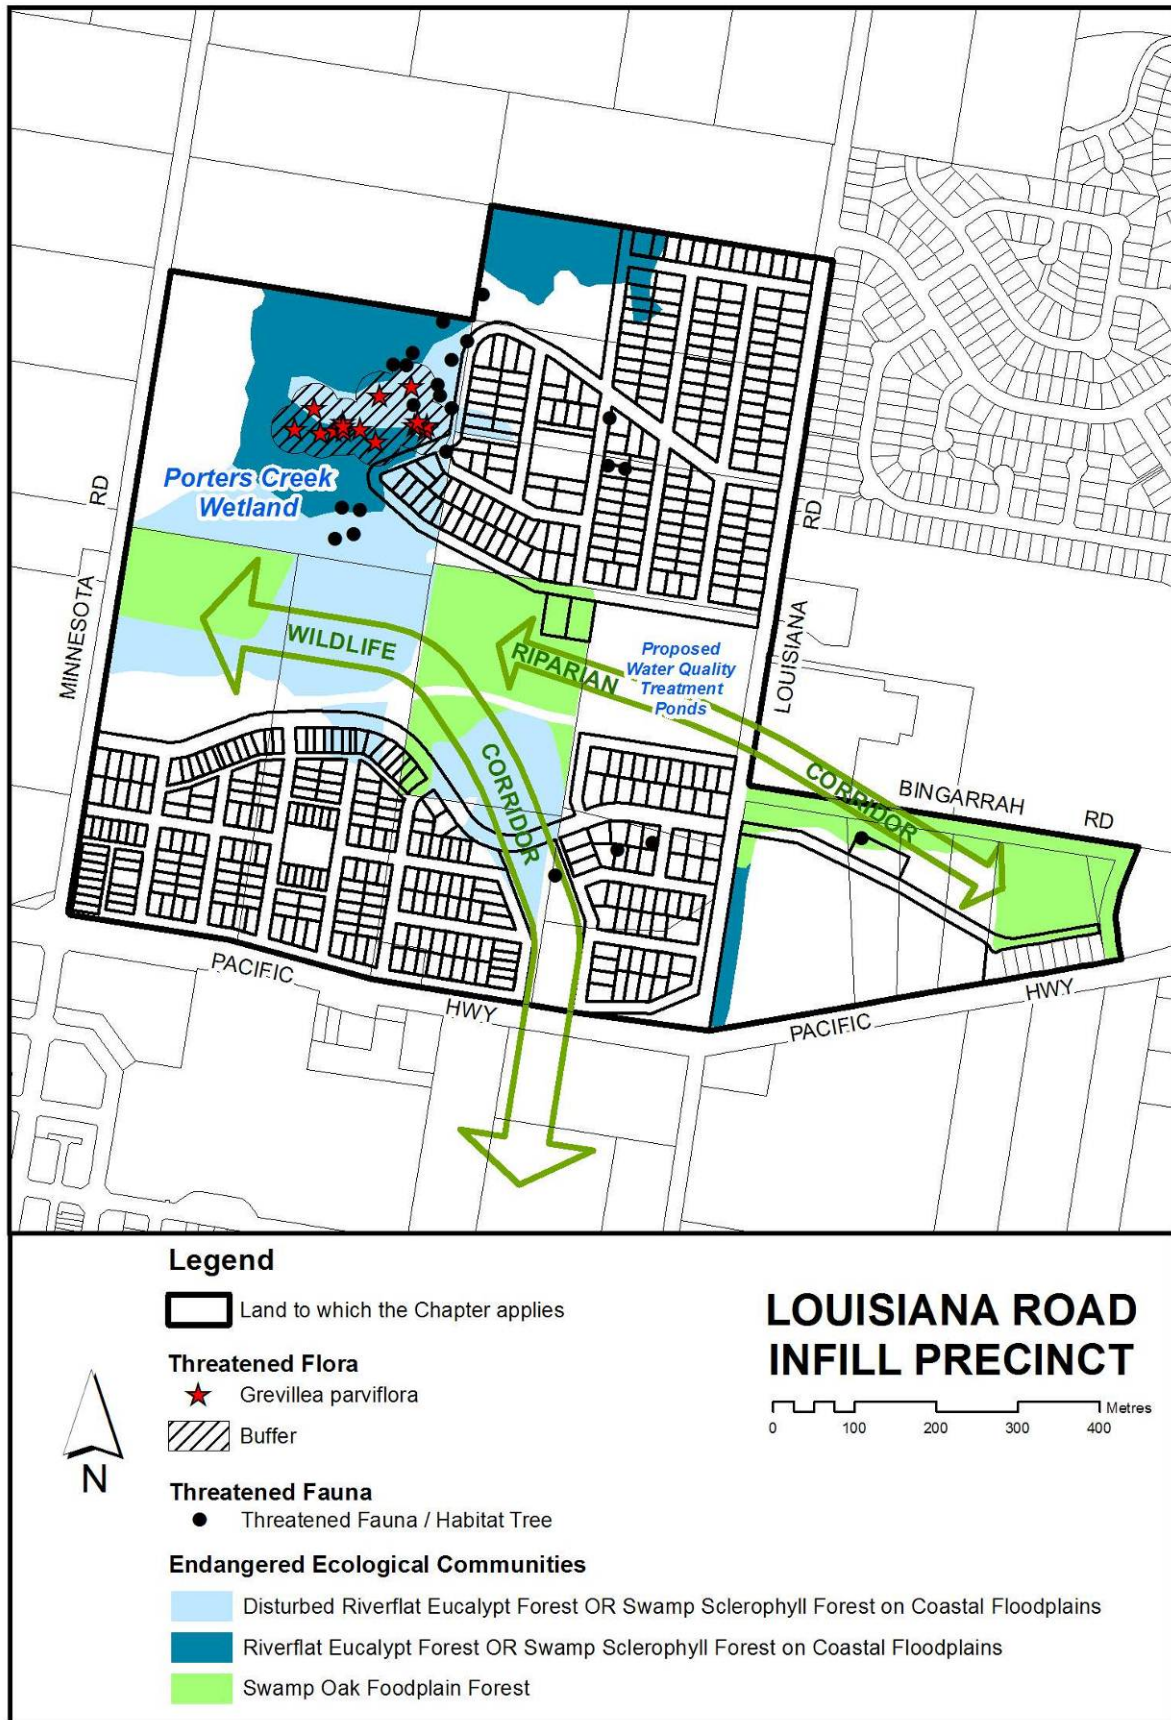 Porters Creek
Wetland
RD
RD
MINNESOTA
LOUISIANA
WILDLIFE
CORRIDOR
RIPARIAN
CORRIDOR
Proposed
Water Quality
Treatment
Ponds
BINGARRAH
RD
PACIFIC
HWY
PACIFIC
HWY
Legend
Land to which the Chapter applies
Threatened Flora
Grevillea parviflora
Buffer
Threatened Fauna
Threatened Fauna / Habitat Tree
Endangered Ecological Communities
Disturbed Riverflat Eucalypt Forest OR Swamp Sclerophyll Forest on Coastal Floodplains
Riverflat Eucalypt Forest OR Swamp Sclerophyll Forest on Coastal Floodplains
Swamp Oak Foodplain Forest
N
LOUISIANA ROAD
INFILL PRECINCT
Metres
0 100 200 300 400